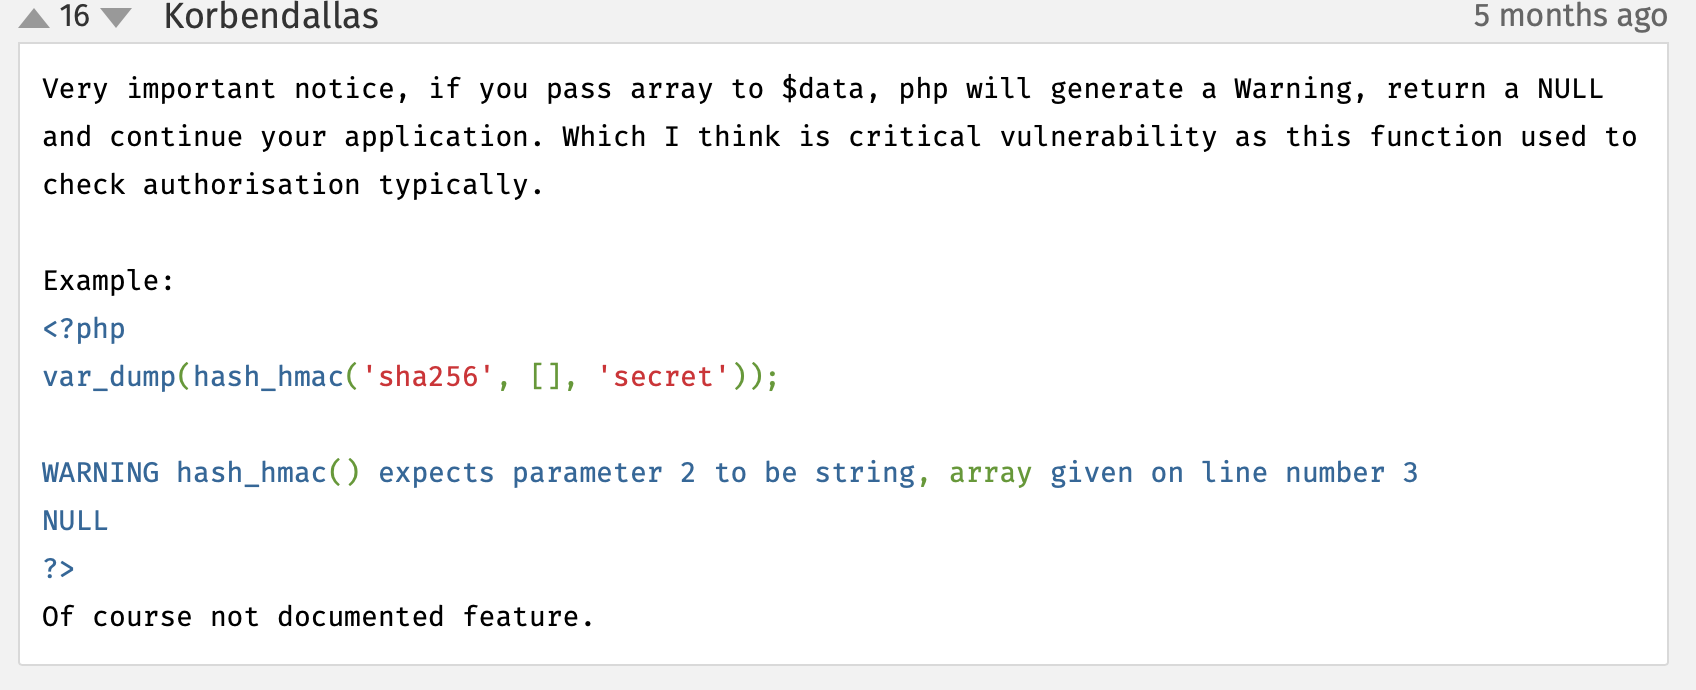 16 Korbendallas 5 months ago
Very important notice, if you pass array to $data, php will generate a Warning, return a NULL
and continue your application. Which I think is critical vulnerability as this function used to
check authorisation typically.
Example:
<?php
var_dump(hash_hmac('sha256', [], 'secret'));
WARNING hash_hmac() expects parameter 2 to be string, array given on line number 3
NULL
?>
Of course not documented feature.